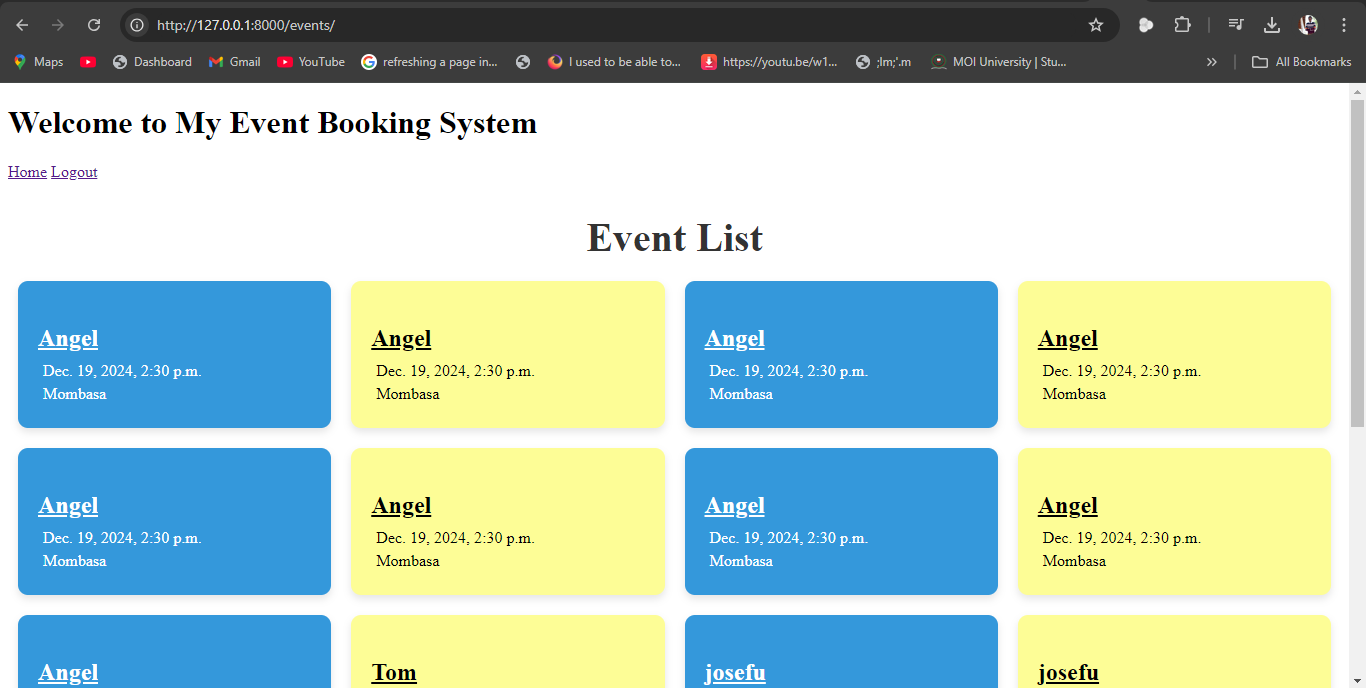 http://127.0.0.1:8000/events/
Maps Dashboard Gmail YouTube refreshing a page in... I used to be able to... https://youtu.be/w1... ;lm;'.m MOI University | Stu... » All Bookmarks
Welcome to My Event Booking System
Home Logout
Event List
Angel Angel Angel Angel
Dec. 19, 2024, 2:30 p.m. Dec. 19, 2024, 2:30 p.m. Dec. 19, 2024, 2:30 p.m. Dec. 19, 2024, 2:30 p.m.
Mombasa Mombasa Mombasa Mombasa
Angel Angel Angel Angel
Dec. 19, 2024, 2:30 p.m. Dec. 19, 2024, 2:30 p.m. Dec. 19, 2024, 2:30 p.m. Dec. 19, 2024, 2:30 p.m.
Mombasa Mombasa Mombasa Mombasa
Angel Tom josefu josefu